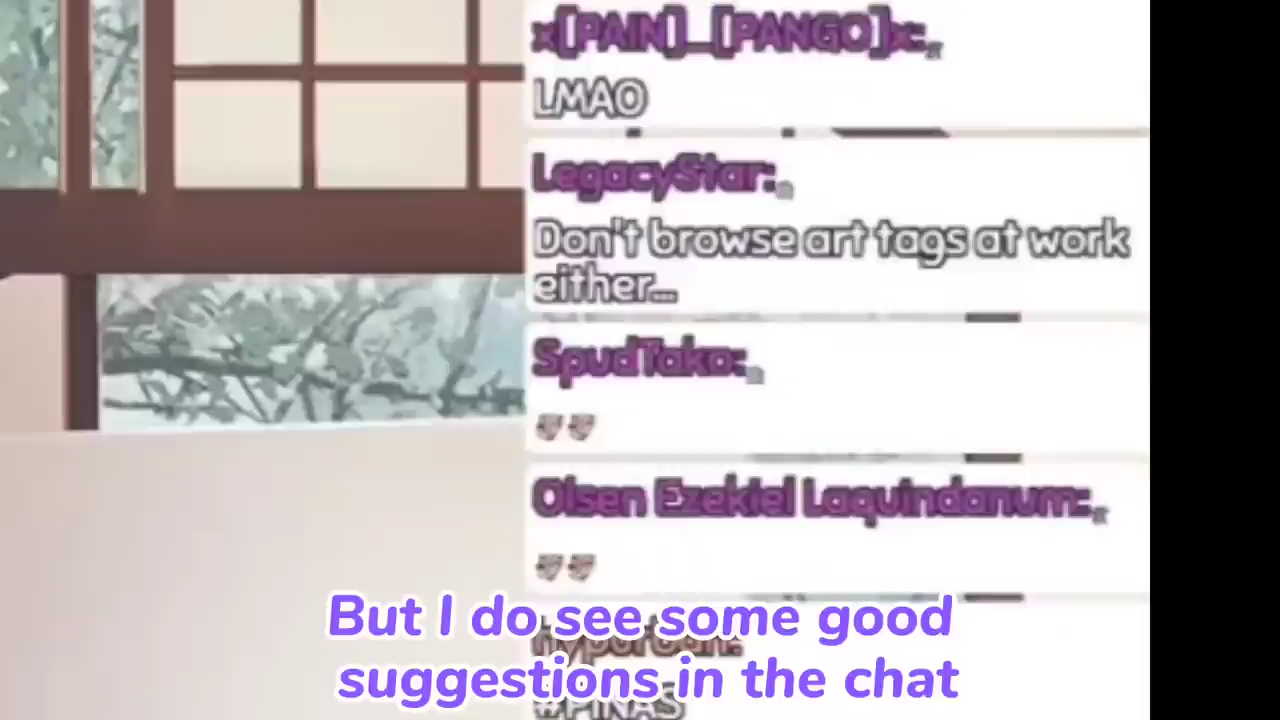 x[PAIN]_[PANGO]x:
LMAO
LegacyStar:
Don't browse art tags at work
either...
SpudTako:
Olsen Ezekiel Laquindanum:
But I do see some good
suggestions in the chat
#PINAS